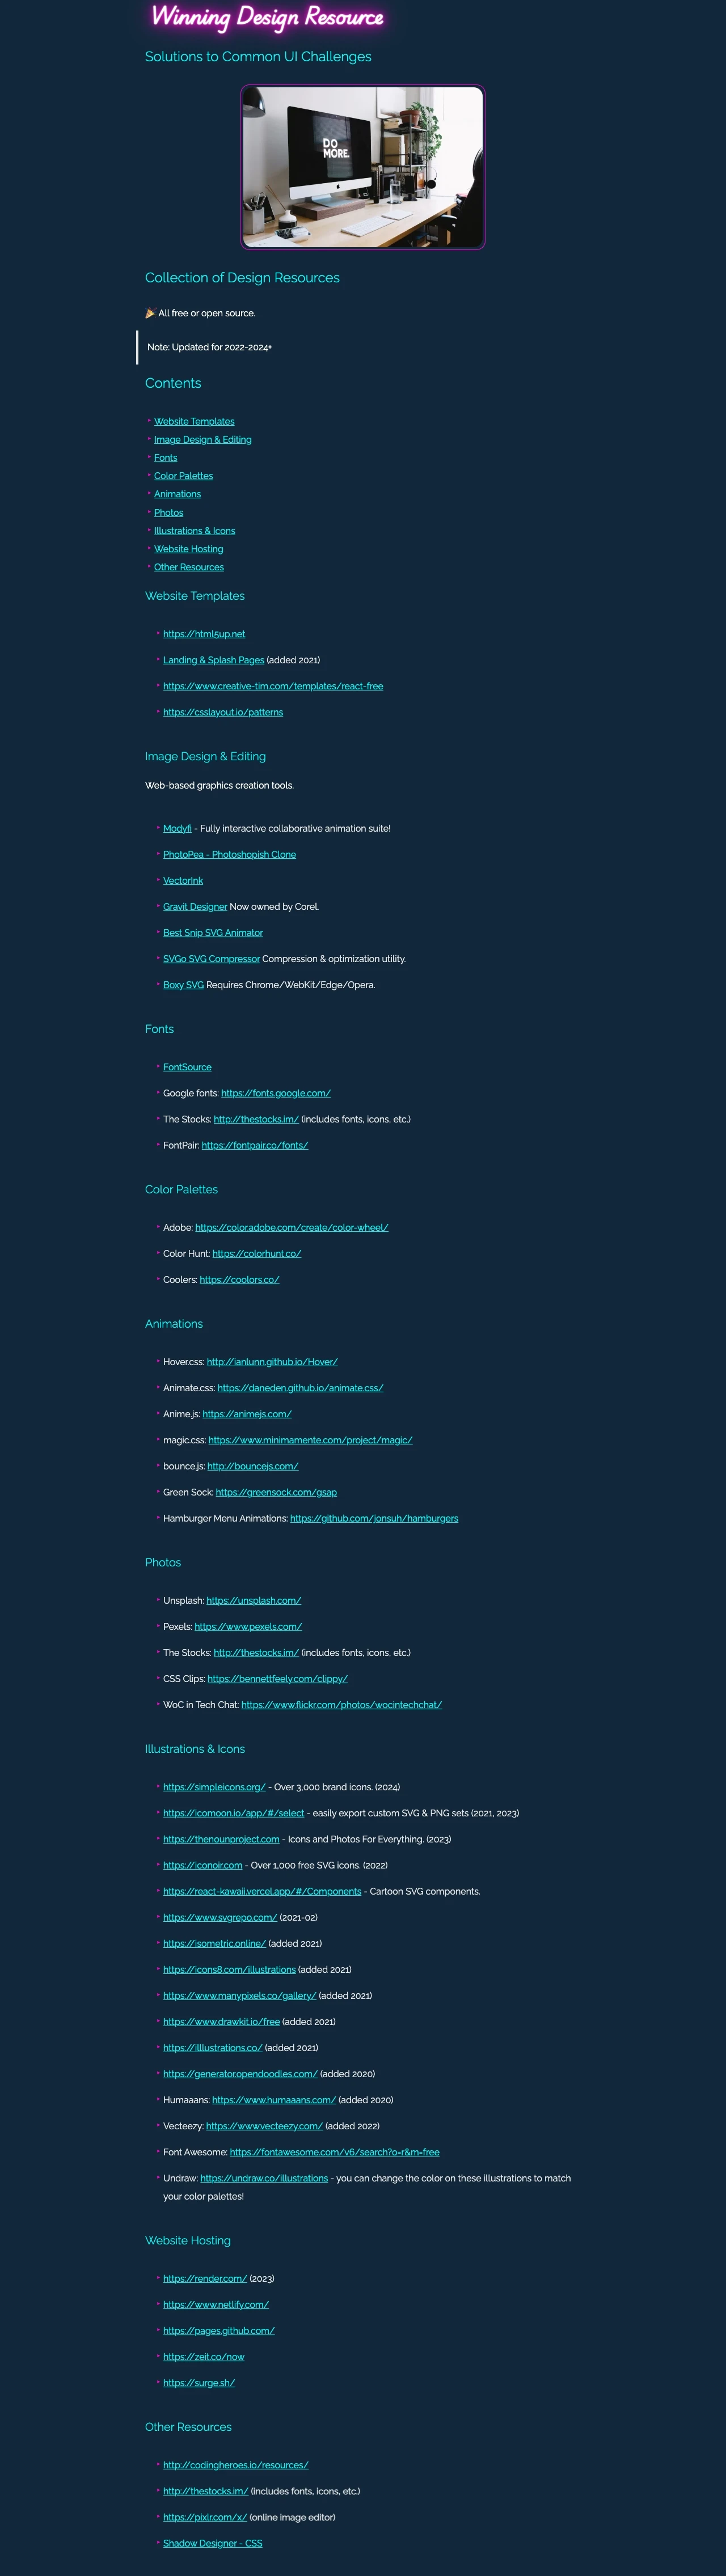 Winning Design Resource
Solutions to Common UI Challenges
DO
MORE.
Collection of Design Resources
🎉 All free or open source.
Note: Updated for 2022-2024+
Contents
Website Templates
Image Design & Editing
Fonts
Color Palettes
Animations
Photos
Illustrations & Icons
Website Hosting
Other Resources
Website Templates
https://html5up.net
Landing & Splash Pages (added 2021)
https://www.creative-tim.com/templates/react-free
https://csslayout.io/patterns
Image Design & Editing
Web-based graphics creation tools.
Modyfi - Fully interactive collaborative animation suite!
PhotoPea - Photoshopish Clone
VectorInk
Gravit Designer Now owned by Corel.
Best Snip SVG Animator
SVGo SVG Compressor Compression & optimization utility.
Boxy SVG Requires Chrome/WebKit/Edge/Opera.
Fonts
FontSource
Google fonts: https://fonts.google.com/
The Stocks: http://thestocks.im/ (includes fonts, icons, etc.)
FontPair: https://fontpair.co/fonts/
Color Palettes
Adobe: https://color.adobe.com/create/color-wheel/
Color Hunt: https://colorhunt.co/
Coolers: https://coolors.co/
Animations
Hover.css: http://ianlunn.github.io/Hover/
Animate.css: https://daneden.github.io/animate.css/
Anime.js: https://animejs.com/
magic.css: https://www.minimamente.com/project/magic/
bounce.js: http://bouncejs.com/
Green Sock: https://greensock.com/gsap
Hamburger Menu Animations: https://github.com/jonsuh/hamburgers
Photos
Unsplash: https://unsplash.com/
Pexels: https://www.pexels.com/
The Stocks: http://thestocks.im/ (includes fonts, icons, etc.)
CSS Clips: https://bennettfeely.com/clippy/
WoC in Tech Chat: https://www.flickr.com/photos/wocintechchat/
Illustrations & Icons
https://simpleicons.org/ - Over 3,000 brand icons. (2024)
https://icomoon.io/app/#/select - easily export custom SVG & PNG sets (2021, 2023)
https://thenounproject.com - Icons and Photos For Everything. (2023)
https://iconoir.com - Over 1,000 free SVG icons. (2022)
https://react-kawaii.vercel.app/#/Components - Cartoon SVG components.
https://www.svgrepo.com/ (2021-02)
https://isometric.online/ (added 2021)
https://icons8.com/illustrations (added 2021)
https://www.manypixels.co/gallery/ (added 2021)
https://www.drawkit.io/free (added 2021)
https://illlustrations.co/ (added 2021)
https://generator.opendoodles.com/ (added 2020)
Humaaans: https://www.humaaans.com/ (added 2020)
Vecteezy: https://www.vecteezy.com/ (added 2022)
Font Awesome: https://fontawesome.com/v6/search?o=r&m=free
Undraw: https://undraw.co/illustrations - you can change the color on these illustrations to match
your color palettes!
Website Hosting
https://render.com/ (2023)
https://www.netlify.com/
https://pages.github.com/
https://zeit.co/now
https://surge.sh/
Other Resources
http://codingheroes.io/resources/
http://thestocks.im/ (includes fonts, icons, etc.)
https://pixlr.com/x/ (online image editor)
Shadow Designer - CSS